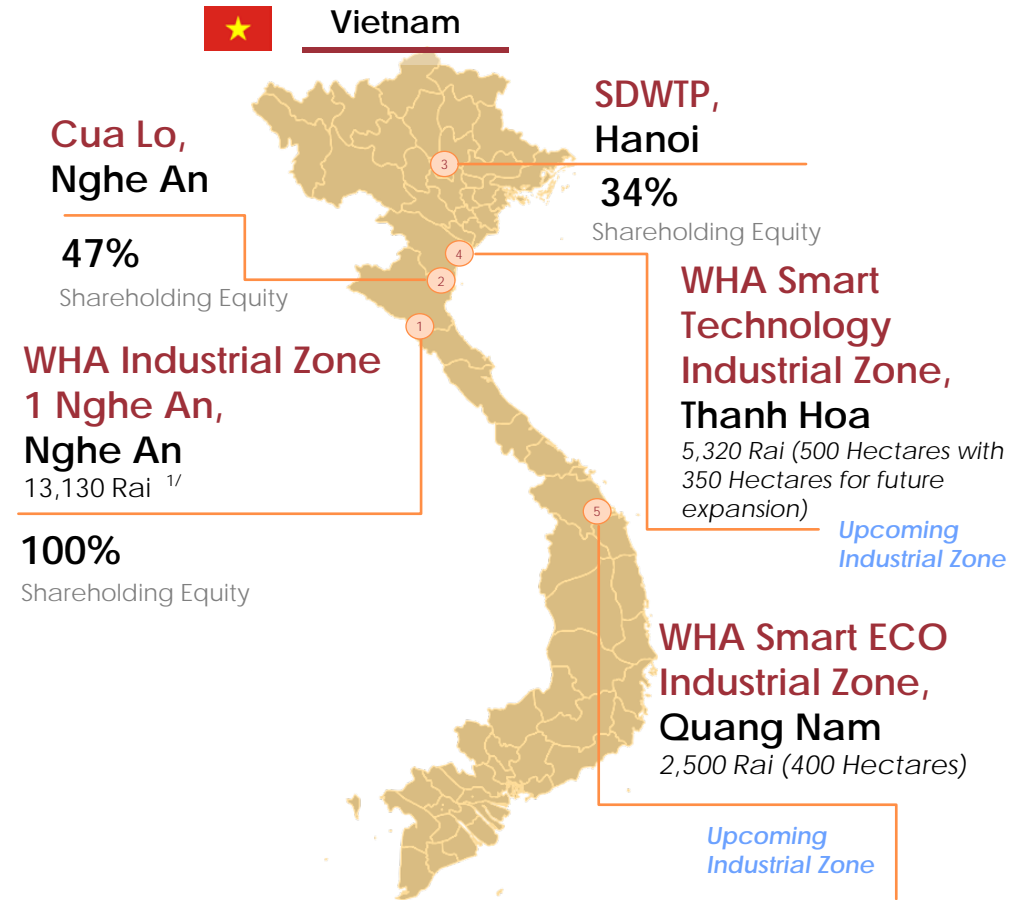 Vietnam
SDWTP,
Hanoi
34%
Shareholding Equity
Cua Lo,
Nghe An
47%
Shareholding Equity
WHA Industrial Zone
1 Nghe An,
Nghe An
13,130 Rai 1/
100%
Shareholding Equity
3
4
2
1
5
WHA Smart
Technology
Industrial Zone,
Thanh Hoa
5,320 Rai (500 Hectares with
350 Hectares for future
expansion)
Upcoming
Industrial Zone
WHA Smart ECO
Industrial Zone,
Quang Nam
2,500 Rai (400 Hectares)
Upcoming
Industrial Zone